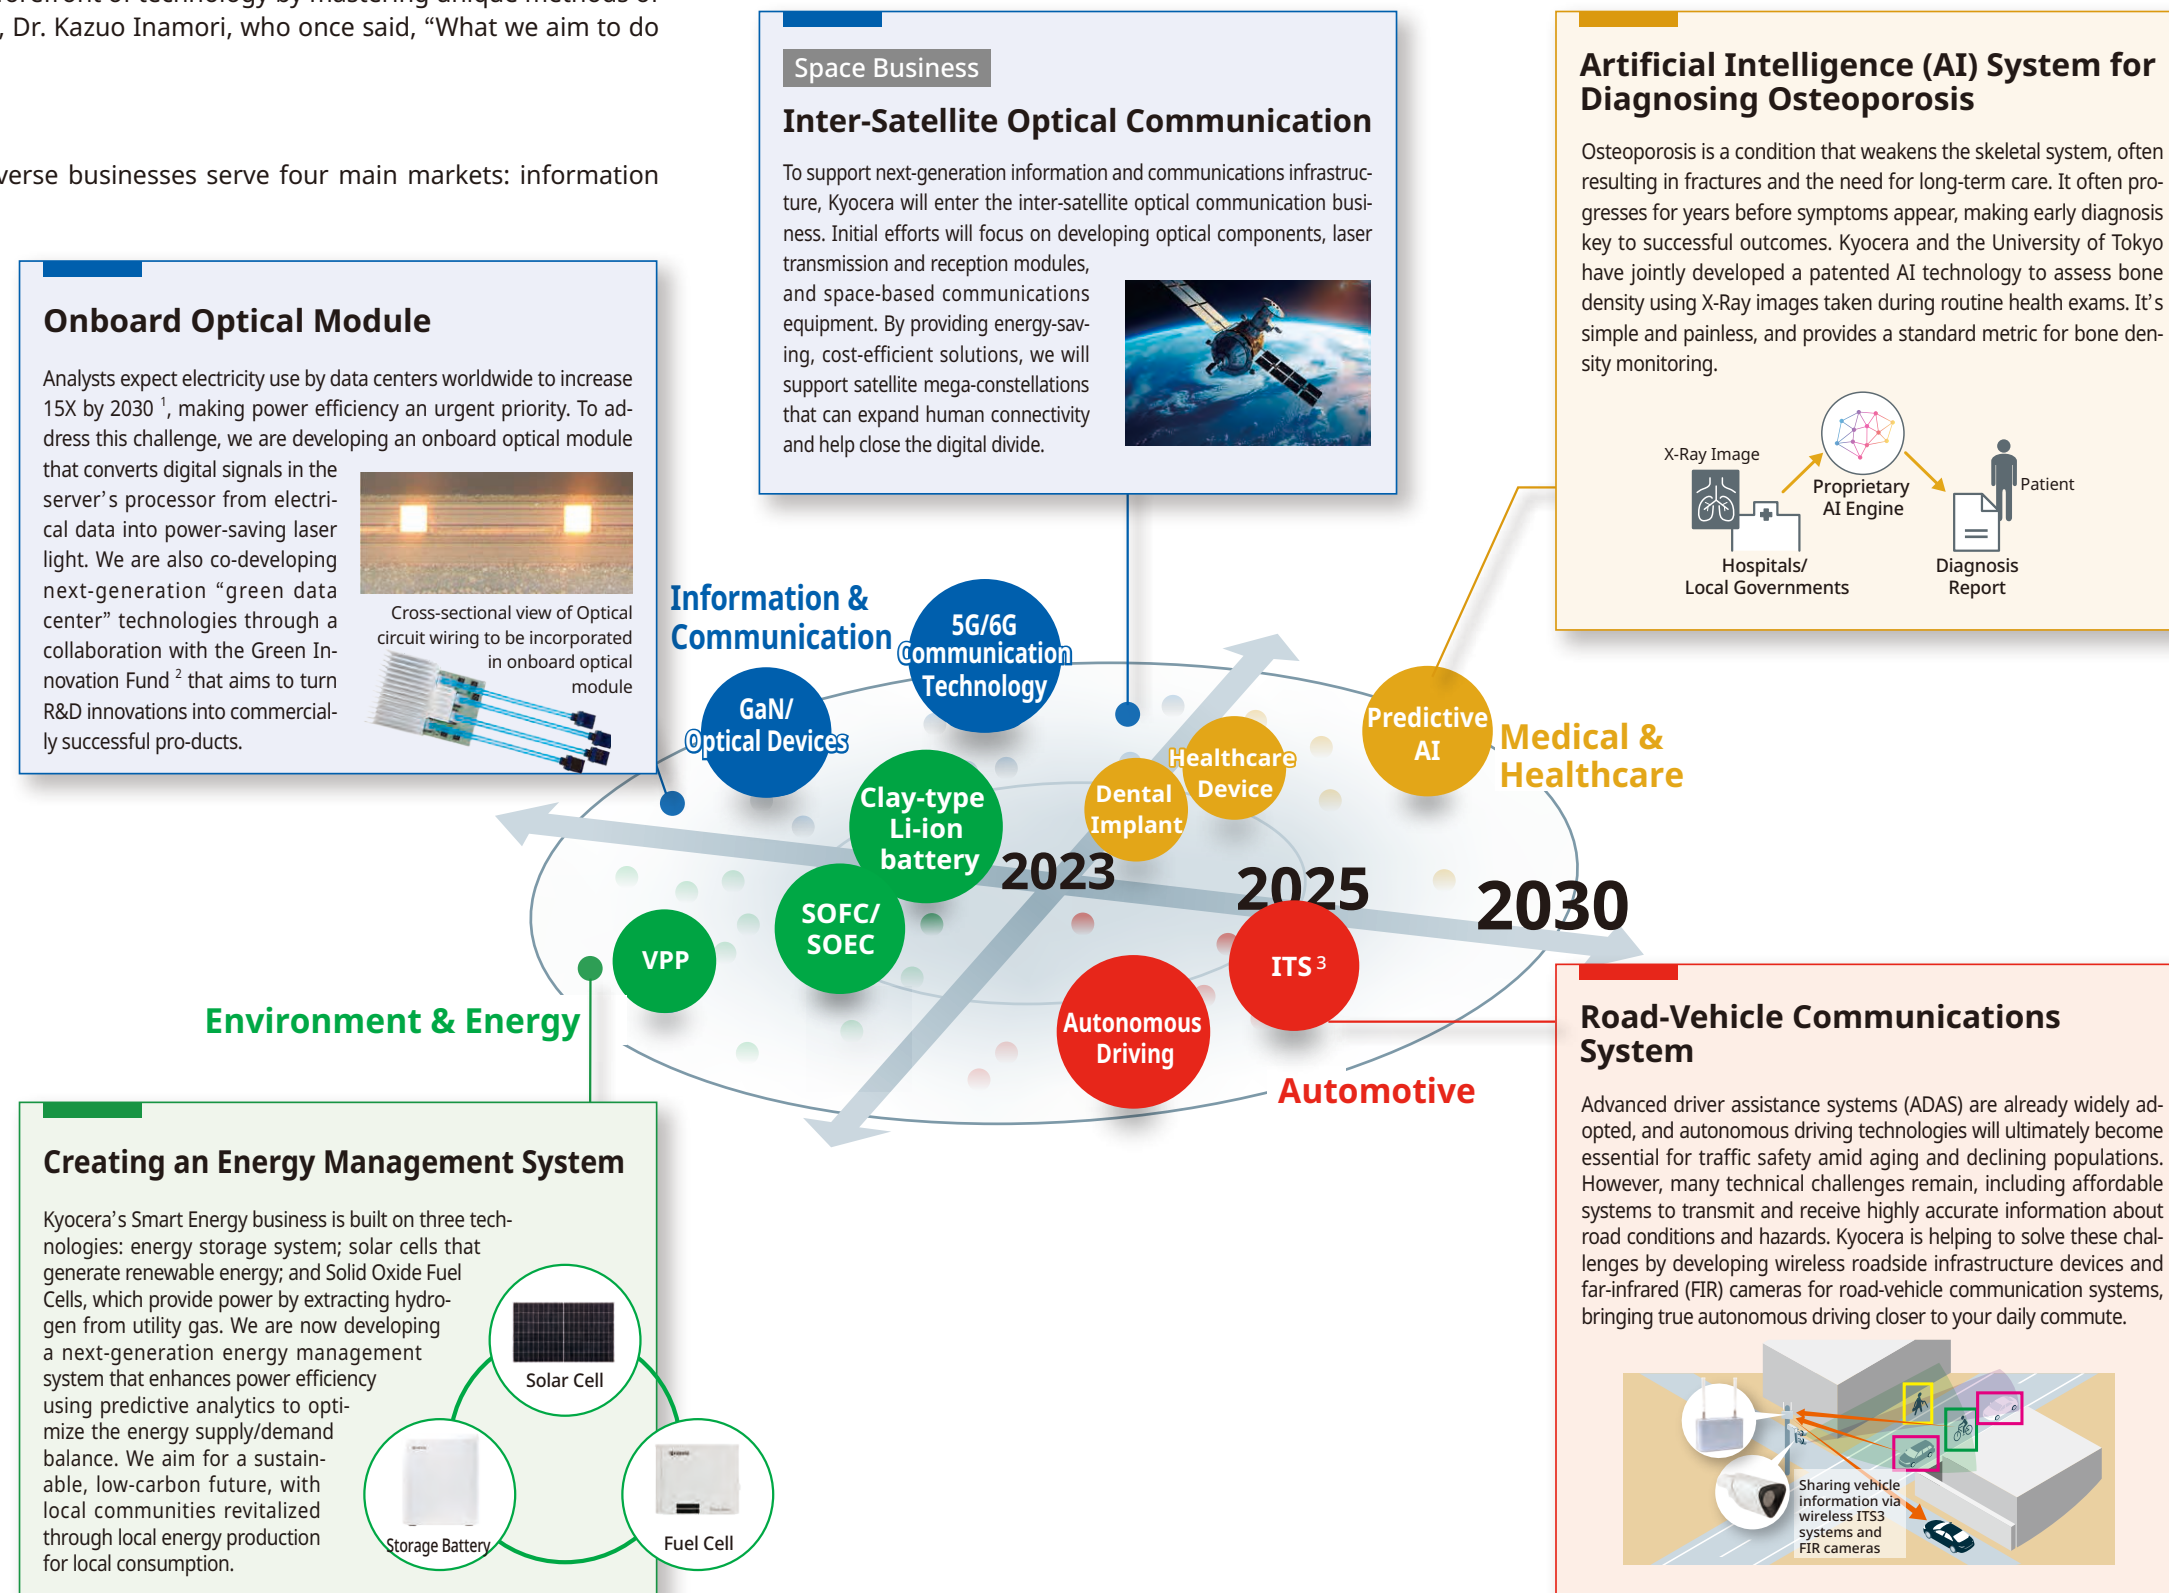 orefront of technology by mastering unique methods of
, Dr. Kazuo Inamori, who once said, “What we aim to do
verse businesses serve four main markets: information
Onboard Optical Module
Analysts expect electricity use by data centers worldwide to increase
15X by 2030 1, making power efficiency an urgent priority. To ad-
dress this challenge, we are developing an onboard optical module
that converts digital signals in the
server’s processor from electri-
cal data into power-saving laser
light. We are also co-developing
next-generation “green data
center” technologies through a
collaboration with the Green In-
novation Fund 2 that aims to turn
R&D innovations into commercial-
ly successful pro-ducts.
Cross-sectional view of Optical
circuit wiring to be incorporated
in onboard optical
module
Space Business
Inter-Satellite Optical Communication
To support next-generation information and communications infrastruc-
ture, Kyocera will enter the inter-satellite optical communication busi-
ness. Initial efforts will focus on developing optical components, laser
transmission and reception modules,
and space-based communications
equipment. By providing energy-sav-
ing, cost-efficient solutions, we will
support satellite mega-constellations
that can expand human connectivity
and help close the digital divide.
Artificial Intelligence (AI) System for
Diagnosing Osteoporosis
Osteoporosis is a condition that weakens the skeletal system, often
resulting in fractures and the need for long-term care. It often pro-
gresses for years before symptoms appear, making early diagnosis
key to successful outcomes. Kyocera and the University of Tokyo
have jointly developed a patented AI technology to assess bone
density using X-Ray images taken during routine health exams. It’s
simple and painless, and provides a standard metric for bone den-
sity monitoring.
X-Ray Image
Proprietary
AI Engine
Patient
Hospitals/
Local Governments
Diagnosis
Report
Information &
Communication
5G/6G
Communication
Technology
GaN/
Optical Devices
Clay-type
Li-ion
battery
SOFC/
SOEC
VPP
Environment & Energy
Dental
Implant
Healthcare
Device
Predictive
AI
Medical &
Healthcare
2023
2025
2030
ITS 3
Autonomous
Driving
Automotive
Creating an Energy Management System
Kyocera’s Smart Energy business is built on three tech-
nologies: energy storage system; solar cells that
generate renewable energy; and Solid Oxide Fuel
Cells, which provide power by extracting hydro-
gen from utility gas. We are now developing
a next-generation energy management
system that enhances power efficiency
using predictive analytics to opti-
mize the energy supply/demand
balance. We aim for a sustain-
able, low-carbon future, with
local communities revitalized
through local energy production
for local consumption.
Solar Cell
Storage Battery
Fuel Cell
Road-Vehicle Communications
System
Advanced driver assistance systems (ADAS) are already widely ad-
opted, and autonomous driving technologies will ultimately become
essential for traffic safety amid aging and declining populations.
However, many technical challenges remain, including affordable
systems to transmit and receive highly accurate information about
road conditions and hazards. Kyocera is helping to solve these chal-
lenges by developing wireless roadside infrastructure devices and
far-infrared (FIR) cameras for road-vehicle communication systems,
bringing true autonomous driving closer to your daily commute.
Sharing vehicle
information via
wireless ITS3
systems and
FIR cameras